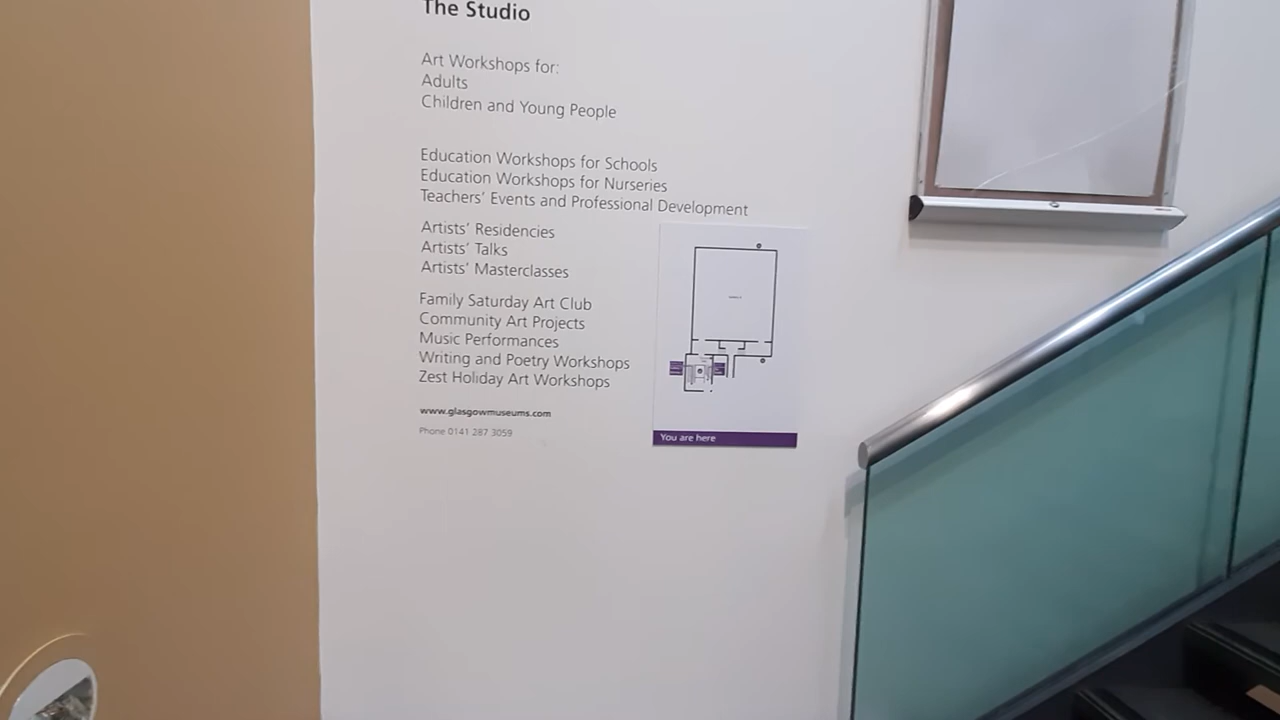 The Studio
Art Workshops for:
Adults
Children and Young People
Education Workshops for Schools
Education Workshops for Nurseries
Teachers' Events and Professional Development
Artists' Residencies
Artists' Talks
Artists' Masterclasses
Family Saturday Art Club
Community Art Projects
Music Performances
Writing and Poetry Workshops
Zest Holiday Art Workshops
www.glasgowmuseums.com
Phone 0141 287 3059
You are here